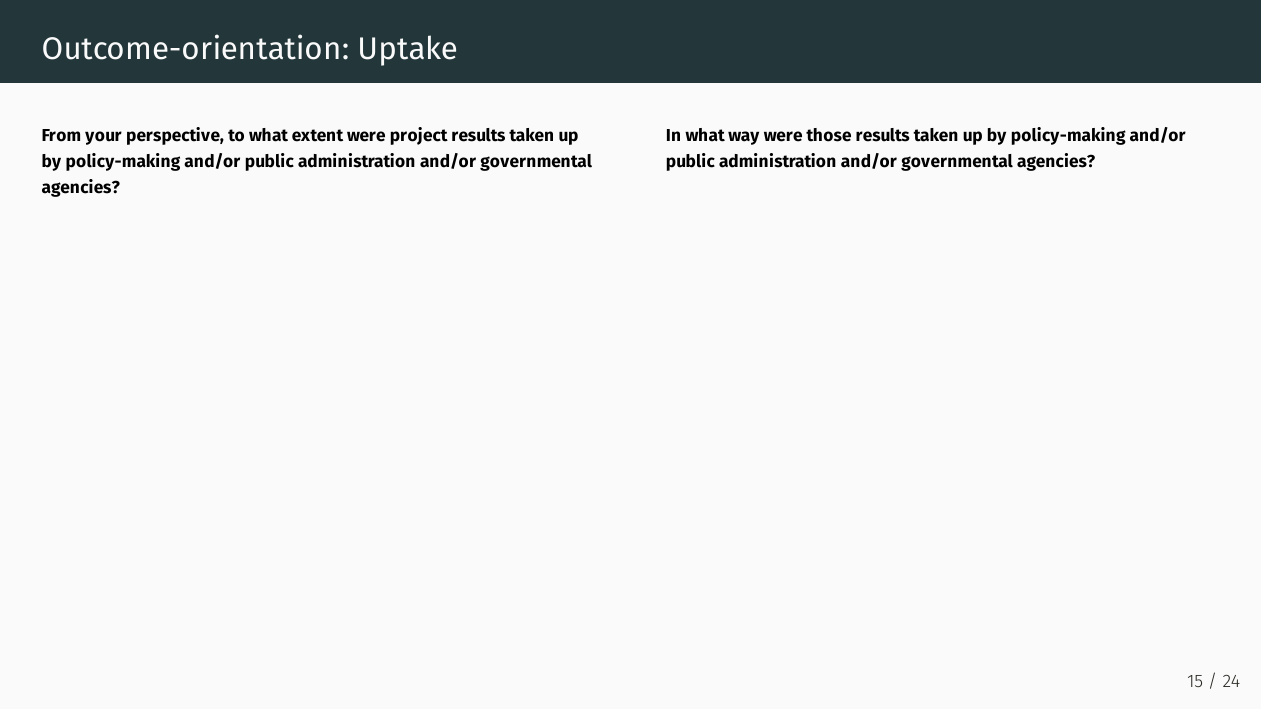 Outcome-orientation: Uptake
From your perspective, to what extent were project results taken up
by policy-making and/or public administration and/or governmental
agencies?
In what way were those results taken up by policy-making and/or
public administration and/or governmental agencies?
15 / 24